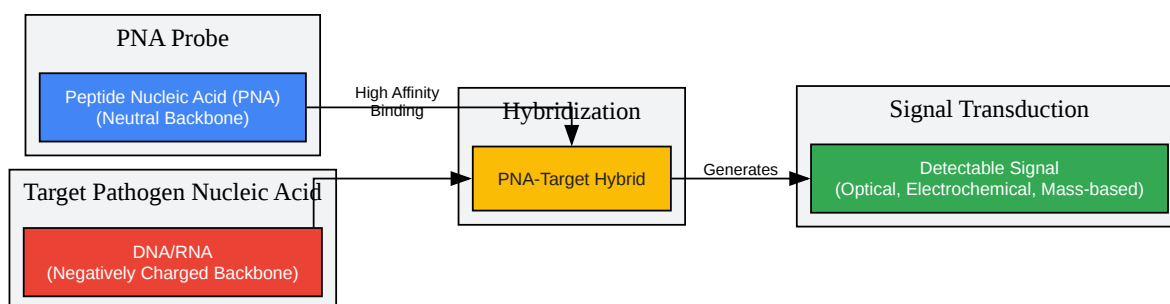 PNA Probe
Peptide Nucleic Acid (PNA)
(Neutral Backbone)
High Affinity
Binding
Target Pathogen Nucleic Acid
DNA/RNA
(Negatively Charged Backbone)
Hybridization
PNA-Target Hybrid
Generates
Signal Transduction
Detectable Signal
(Optical, Electrochemical, Mass-based)